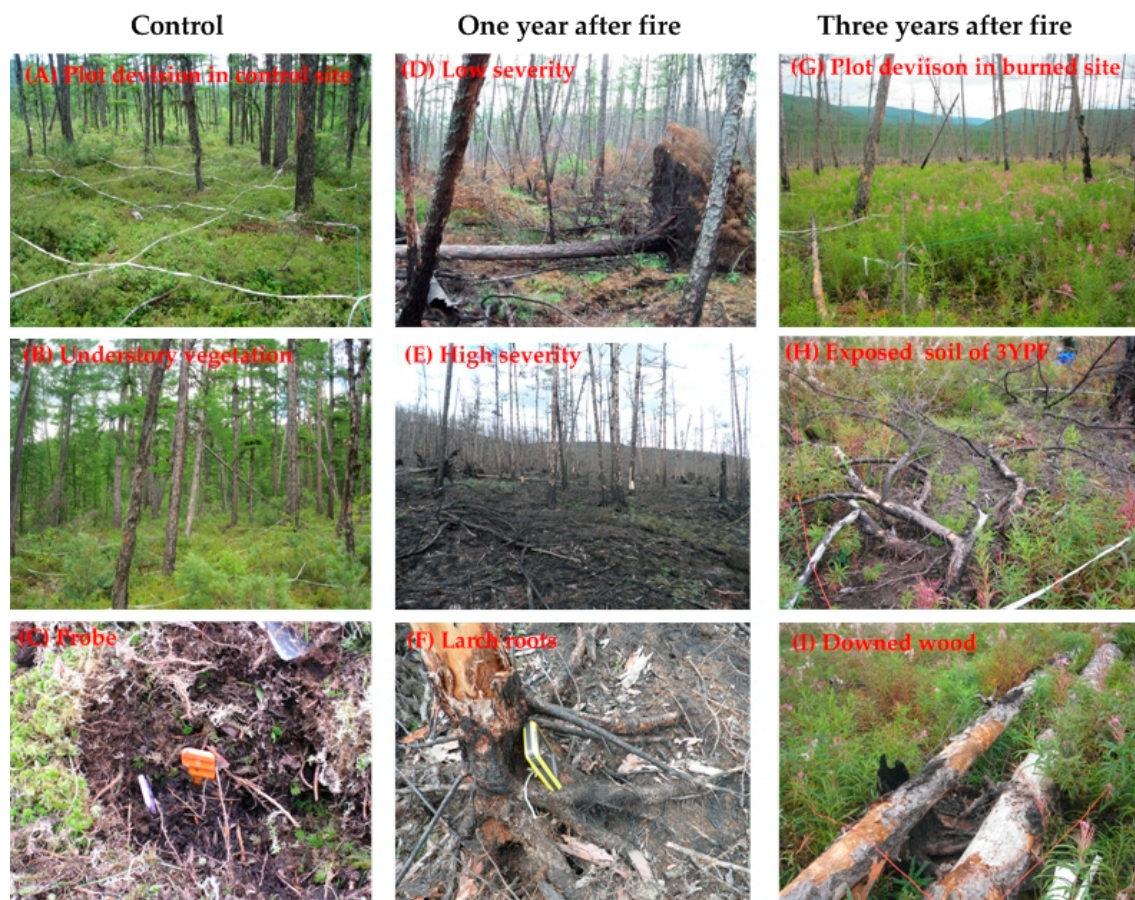 Control
One year after fire
Three years after fire
(A) Plot devision in control site
(D) Low severity
(G) Plot deviison in burned site
(B) Understory vegetation
(E) High severity
(H) Exposed soil of 3YPF
(C) Probe
(F) Larch roots
(I) Downed wood